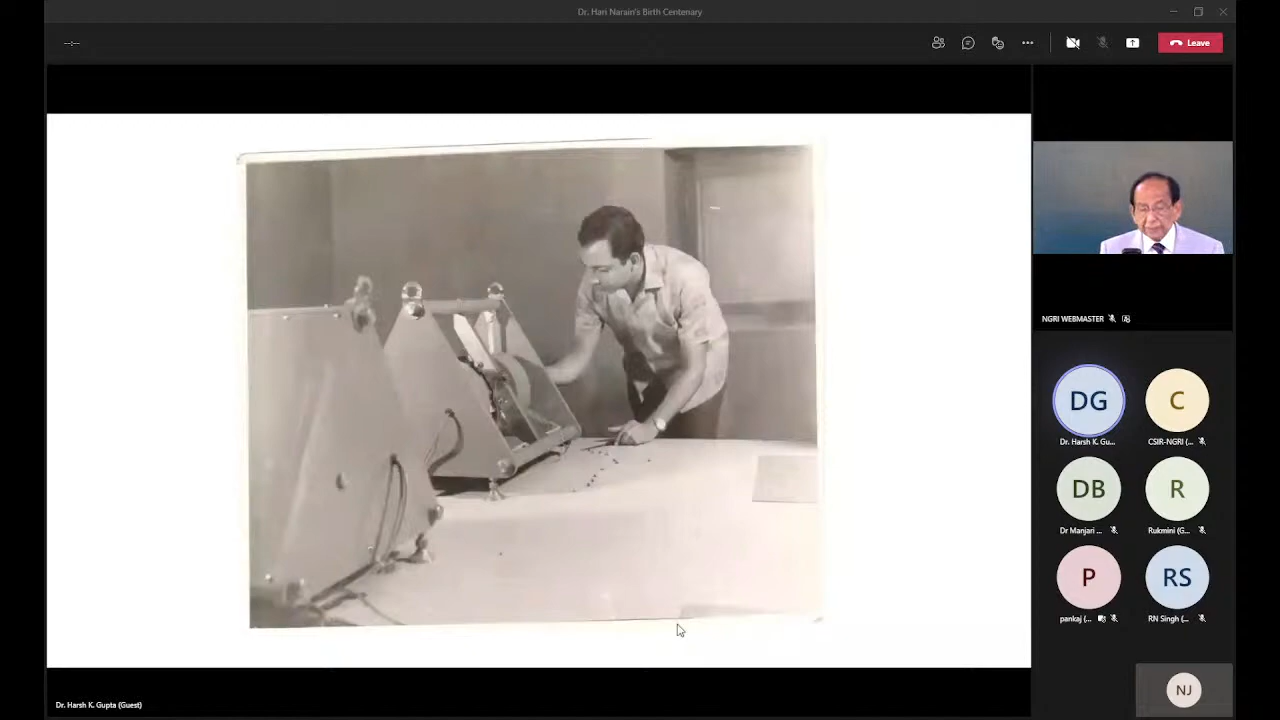 Dr. Hari Narain's Birth Centenary
--:--
Leave
NGRI WEBMASTER
DG
C
Dr. Harsh K. Gu...
CSIR-NGRI (...
DB
R
Dr Manjari ...
Rukmini (G...
P
RS
pankaj (...
RN Singh (...
NJ
Dr. Harsh K. Gupta (Guest)